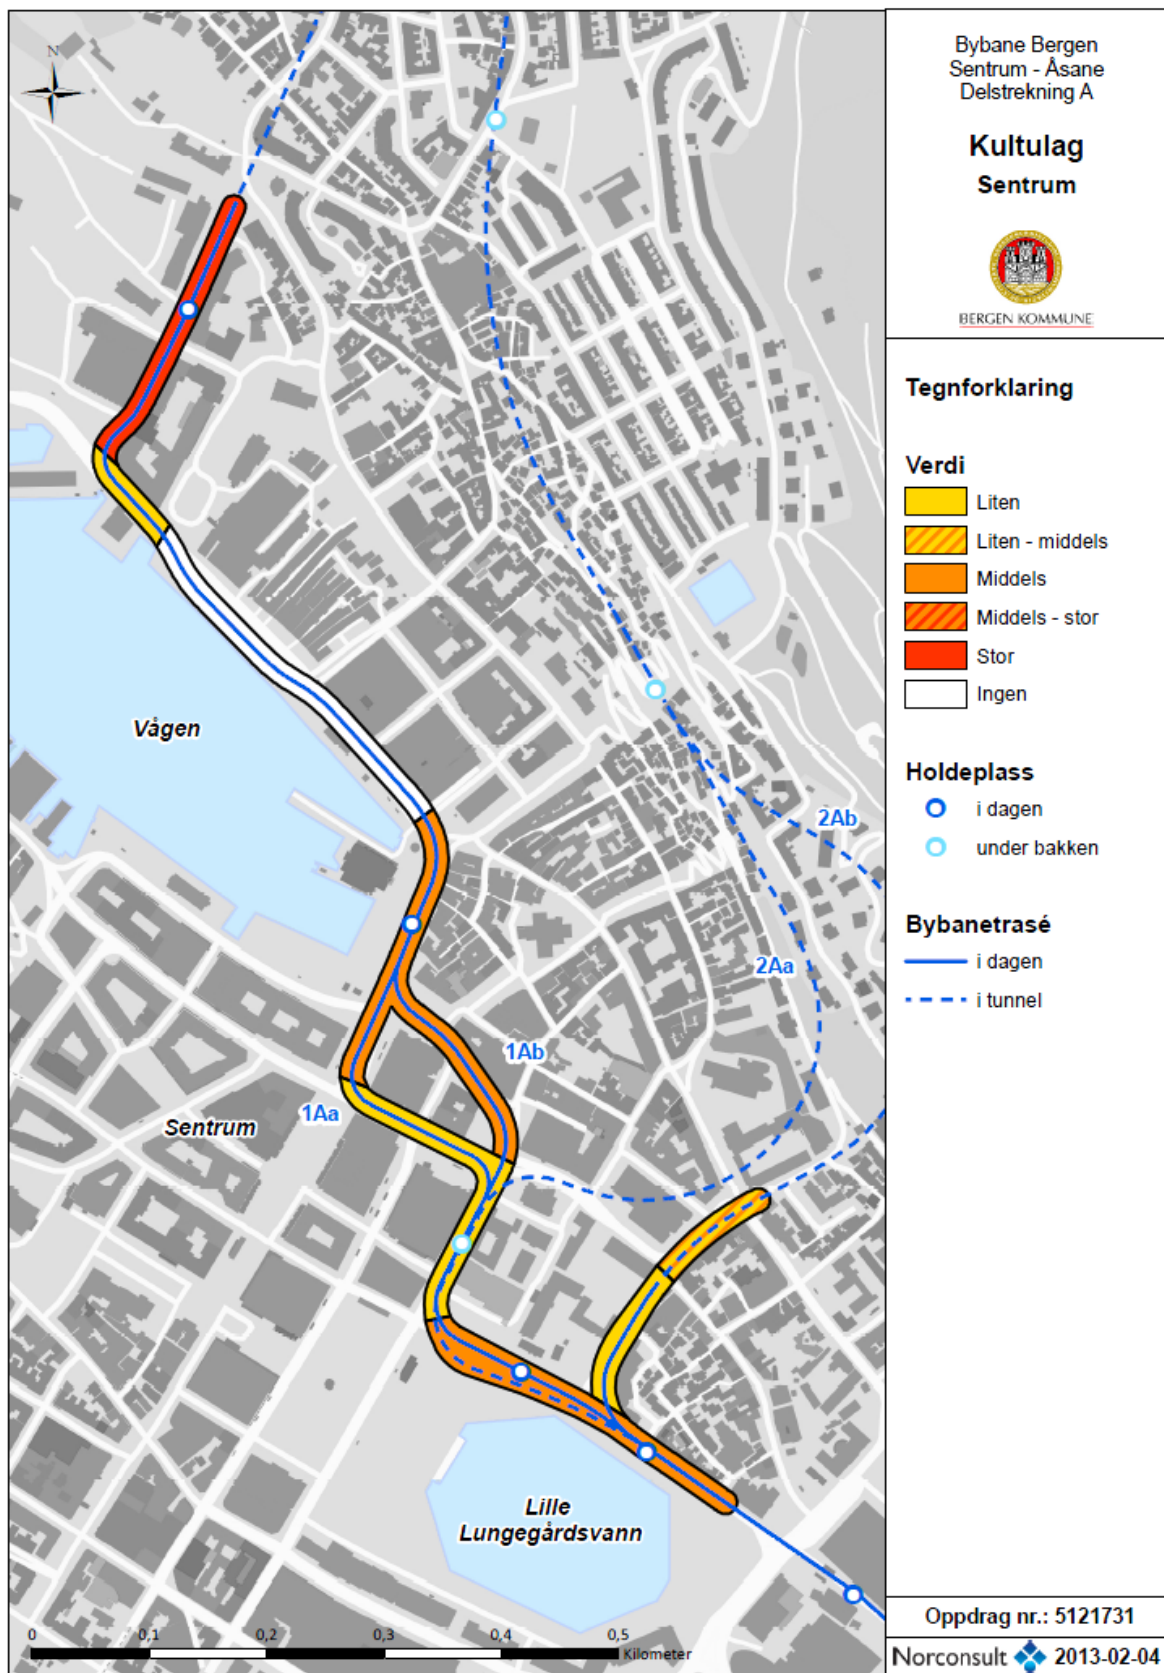 Bybane Bergen
Sentrum - Åsane
Delstrekning A
Kultulag
Sentrum
BERGEN KOMMUNE
Tegnforklaring
Verdi
Liten
Liten - middels
Middels
Middels - stor
Stor
Ingen
Holdeplass
i dagen
under bakken
Bybanetrasé
i dagen
i tunnel
Oppdrag nr.: 5121731
Norconsult 2013-02-04
N
Vågen
2Ab
2Aa
1Ab
1Aa
Sentrum
Lille
Lungegårdsvann
0 0,1 0,2 0,3 0,4 0,5
Kilometer